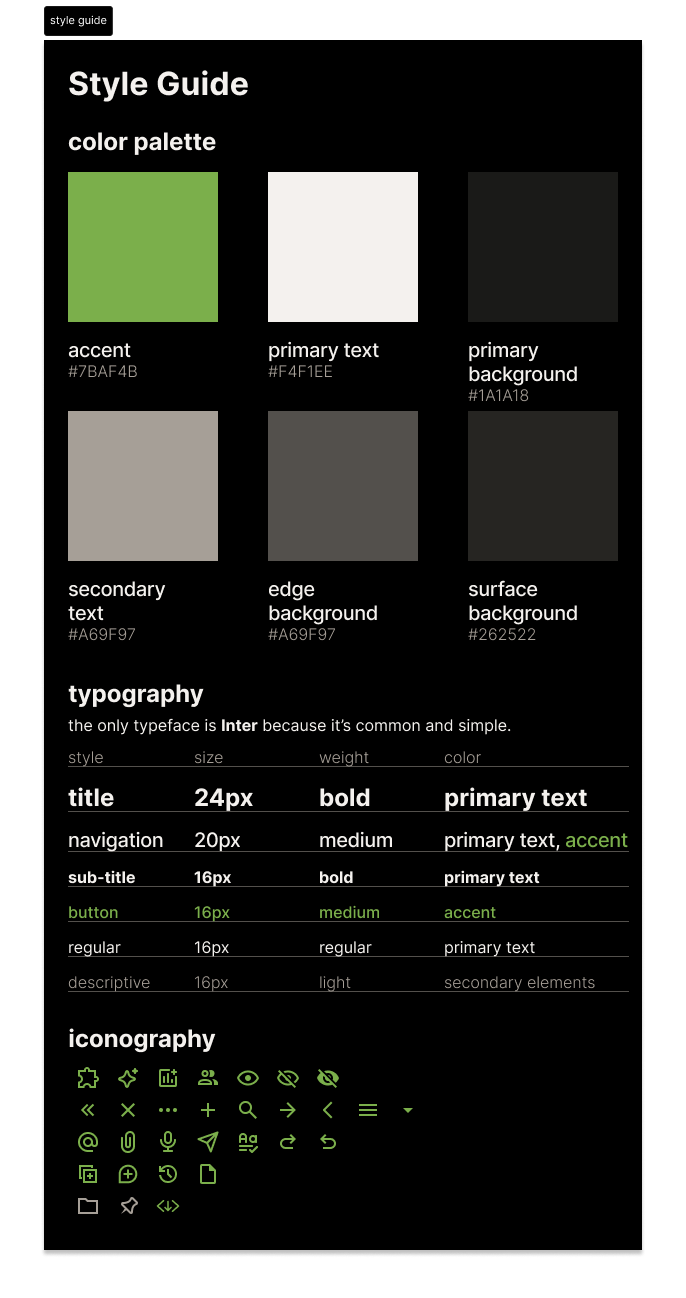 style guide
Style Guide
color palette
accent
#7BAF4B
primary text
#F4F1EE
primary
background
#1A1A18
secondary
text
#A69F97
edge
background
#A69F97
surface
background
#262522
typography
the only typeface is Inter because it’s common and simple.
style size weight color
title 24px bold primary text
navigation 20px medium primary text, accent
sub-title 16px bold primary text
button 16px medium accent
regular 16px regular primary text
descriptive 16px light secondary elements
iconography